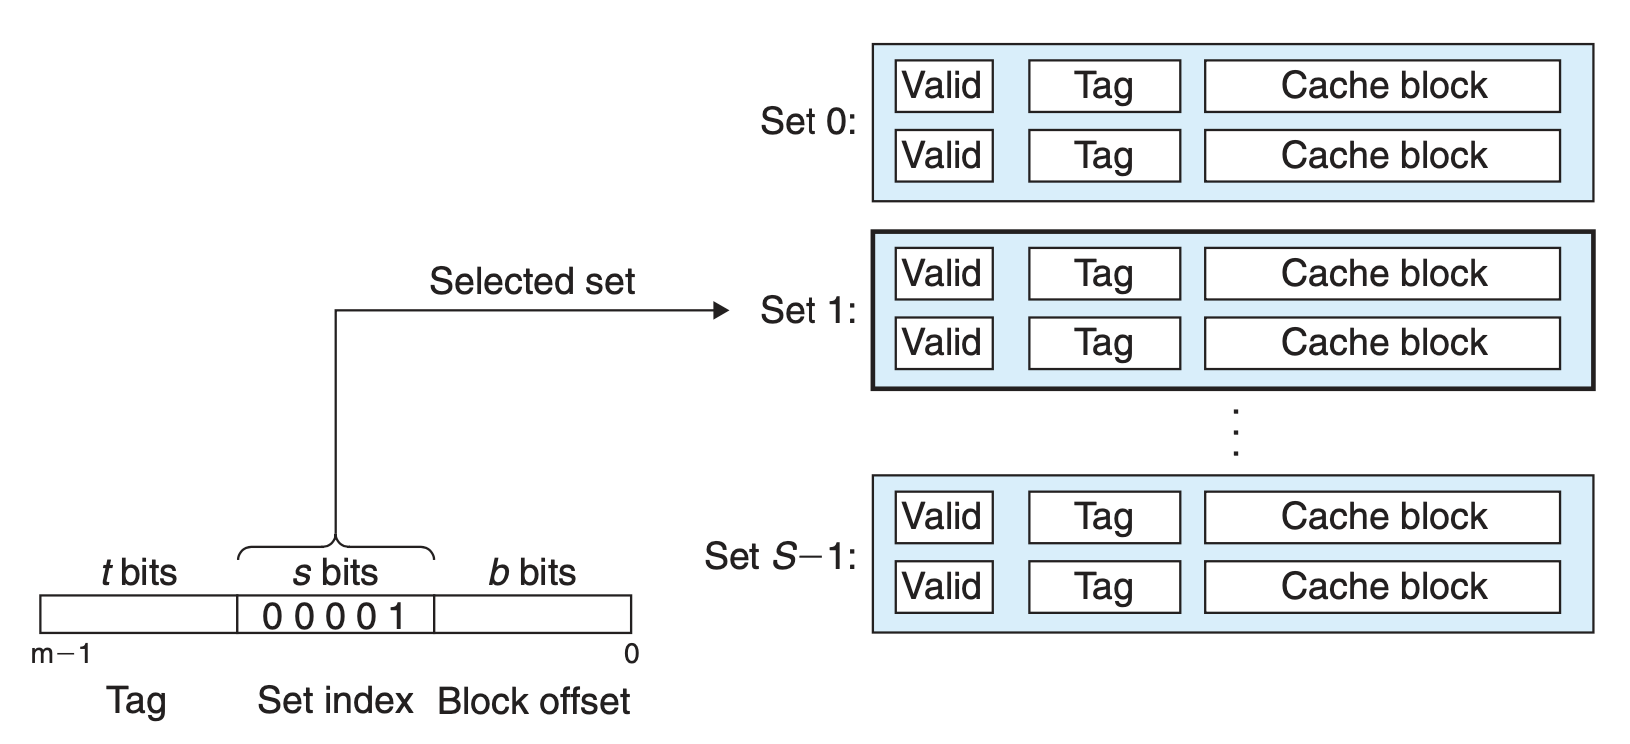 Valid Tag Cache block
Set 0:
Valid Tag Cache block
Selected set
Valid Tag Cache block
Set 1:
Valid Tag Cache block
. . .
Valid Tag Cache block
Set S−1:
Valid Tag Cache block
t bits s bits b bits
0 0 0 0 1
m−1 0
Tag Set index Block offset